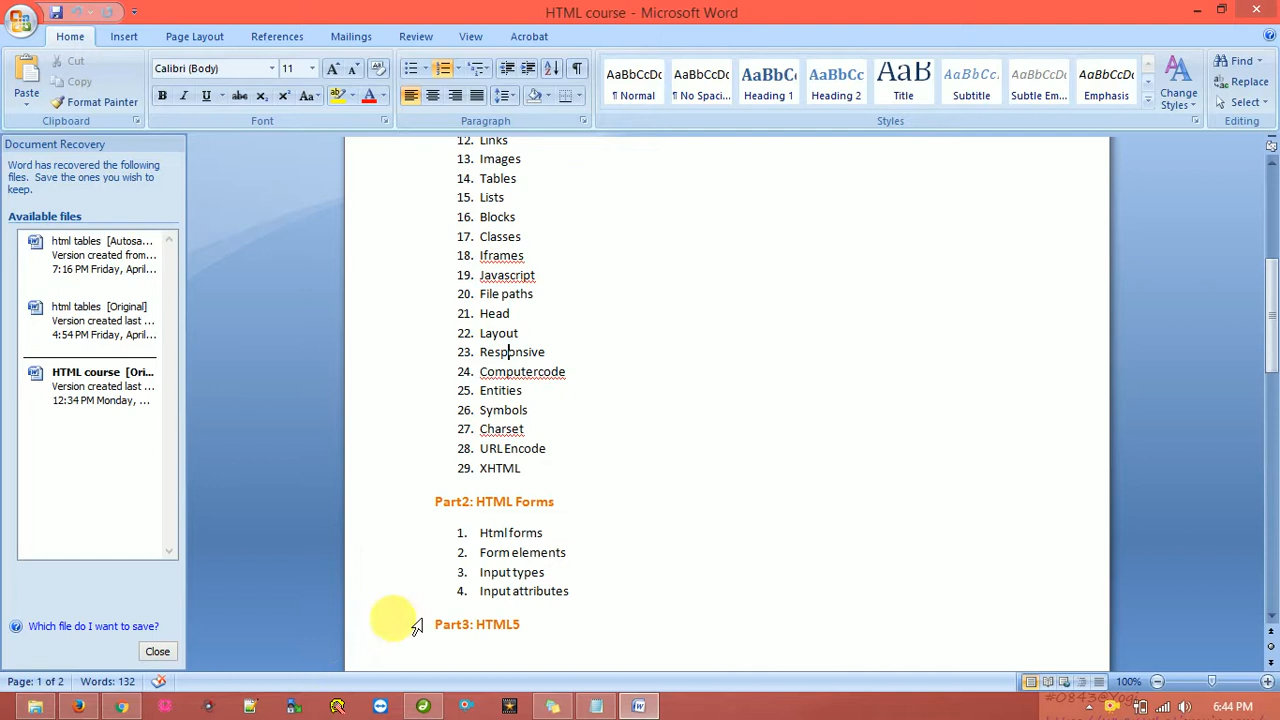 HTML course - Microsoft Word
Home Insert Page Layout References Mailings Review View Acrobat
Paste
Cut
Copy
Format Painter
Clipboard
Calibri (Body) 11
Font
Paragraph
AaBbCcDc AaBbCcDc AaBbCc AaBbCc AaB AaBbCc. AaBbCcDc AaBbCcDc
¶ Normal ¶ No Spaci... Heading 1 Heading 2 Title Subtitle Subtle Em... Emphasis
Styles
Change Styles
Find
Replace
Select
Editing
Document Recovery
Word has recovered the following
files. Save the ones you wish to
keep.
Available files
html tables [Autosa...
Version created from...
7:16 PM Friday, April...
html tables [Original]
Version created last ...
4:54 PM Friday, April...
HTML course [Ori...
Version created last ...
12:34 PM Monday, ...
Which file do I want to save?
Close
12. Links
13. Images
14. Tables
15. Lists
16. Blocks
17. Classes
18. Iframes
19. Javascript
20. File paths
21. Head
22. Layout
23. Responsive
24. Computercode
25. Entities
26. Symbols
27. Charset
28. URL Encode
29. XHTML
Part2: HTML Forms
1. Html forms
2. Form elements
3. Input types
4. Input attributes
Part3: HTML5
Page: 1 of 2 Words: 132
100%
#0843@Yogi
6:44 PM